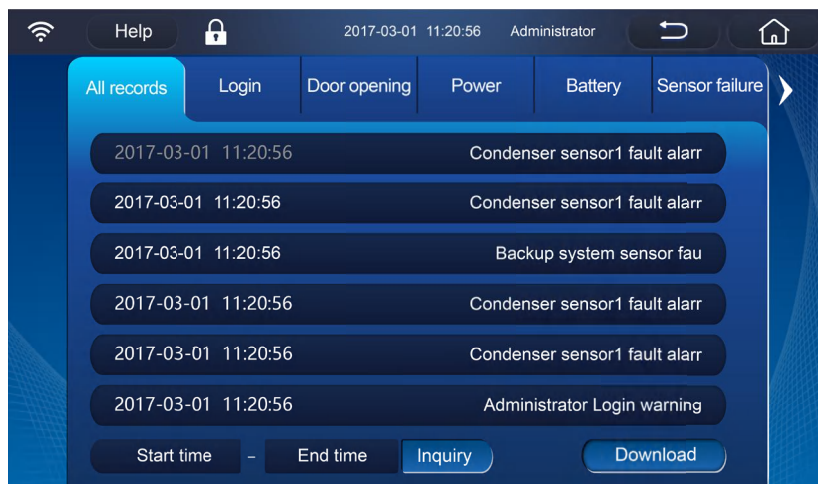 Help 2017-03-01 11:20:56 Administrator
All records Login Door opening Power Battery Sensor failure
2017-03-01 11:20:56 Condenser sensor1 fault alarr
2017-03-01 11:20:56 Condenser sensor1 fault alarr
2017-03-01 11:20:56 Backup system sensor fau
2017-03-01 11:20:56 Condenser sensor1 fault alarr
2017-03-01 11:20:56 Condenser sensor1 fault alarr
2017-03-01 11:20:56 Administrator Login warning
Start time – End time Inquiry Download